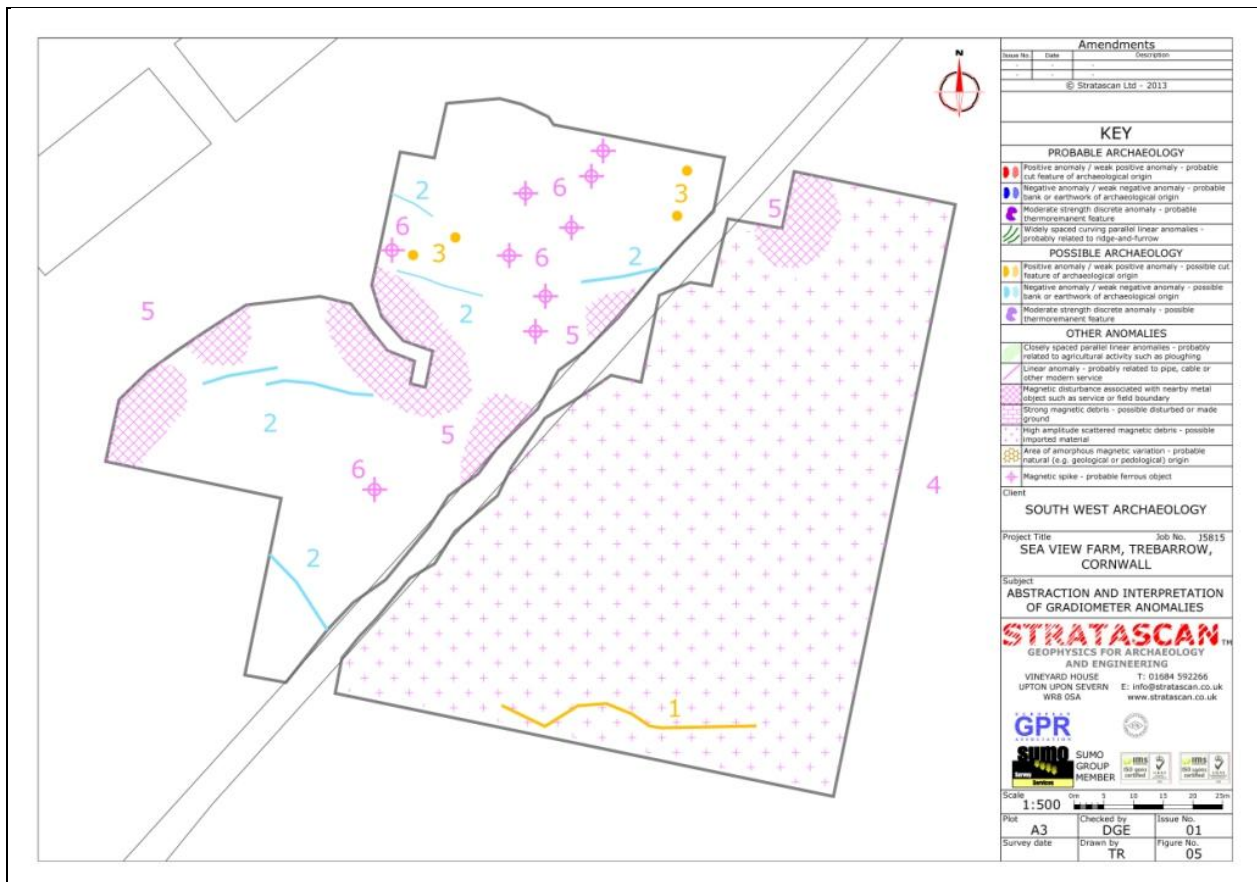 N
2
6
6
3
3
6
2
2
5
5
5
2
5
6
2
4
1
Amendments
Issue No. Date Description
- - -
- - -
© Stratascan Ltd - 2013
KEY
PROBABLE ARCHAEOLOGY
Positive anomaly / weak positive anomaly - probable
cut feature of archaeological origin
Negative anomaly / weak negative anomaly - probable
bank or earthwork of archaeological origin
Moderate strength discrete anomaly - probable
thermoremanent feature
Widely spaced curving parallel linear anomalies -
probably related to ridge-and-furrow
POSSIBLE ARCHAEOLOGY
Positive anomaly / weak positive anomaly - possible cut
feature of archaeological origin
Negative anomaly / weak negative anomaly - possible
bank or earthwork of archaeological origin
Moderate strength discrete anomaly - possible
thermoremanent feature
OTHER ANOMALIES
Closely spaced parallel linear anomalies - probably
related to agricultural activity such as ploughing
Linear anomaly - probably related to pipe, cable or
other modern service
Magnetic disturbance associated with nearby metal
object such as service or field boundary
Strong magnetic debris - possible disturbed or made
ground
High amplitude scattered magnetic debris - possible
imported material
Area of amorphous magnetic variation - probable
natural (e.g. geological or pedological) origin
Magnetic spike - probable ferrous object
Client
SOUTH WEST ARCHAEOLOGY
Project Title Job No. J5815
SEA VIEW FARM, TREBARROW,
CORNWALL
Subject
ABSTRACTION AND INTERPRETATION
OF GRADIOMETER ANOMALIES
STRATASCAN TM
GEOPHYSICS FOR ARCHAEOLOGY
AND ENGINEERING
VINEYARD HOUSE T: 01684 592266
UPTON UPON SEVERN E: info@stratascan.co.uk
WR8 0SA www.stratascan.co.uk
EUROPEAN
GPR
ASSOCIATION
sumo
Survey
Services
SUMO
GROUP
MEMBER
ims
ISO 9001
certified
ims
certified
Scale
1:500 0m 5 10 15 20 25m
Plot Checked by Issue No.
A3 DGE 01
Survey date Drawn by Figure No.
TR 05